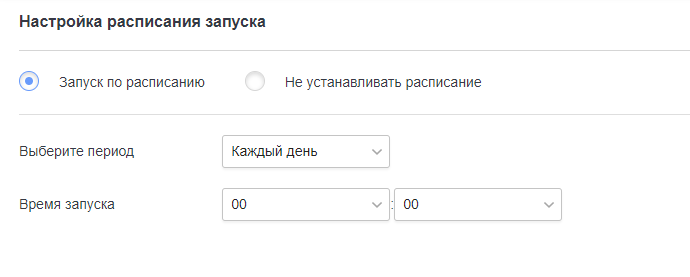 Настройка расписания запуска
Запуск по расписанию Не устанавливать расписание
Выберите период Каждый день
Время запуска 00 : 00